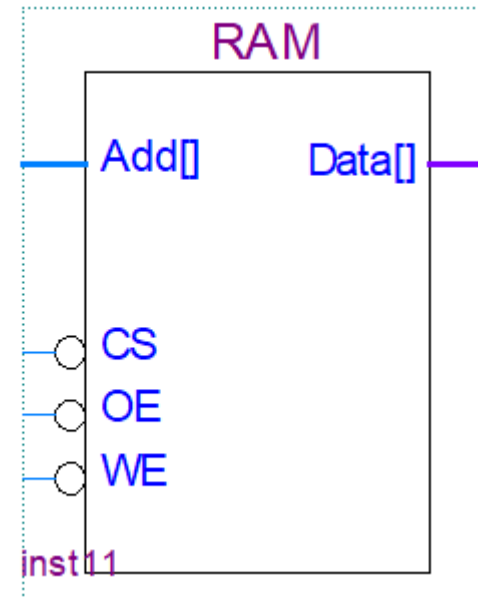 RAM
Add[] Data[]
CS
OE
WE
inst11